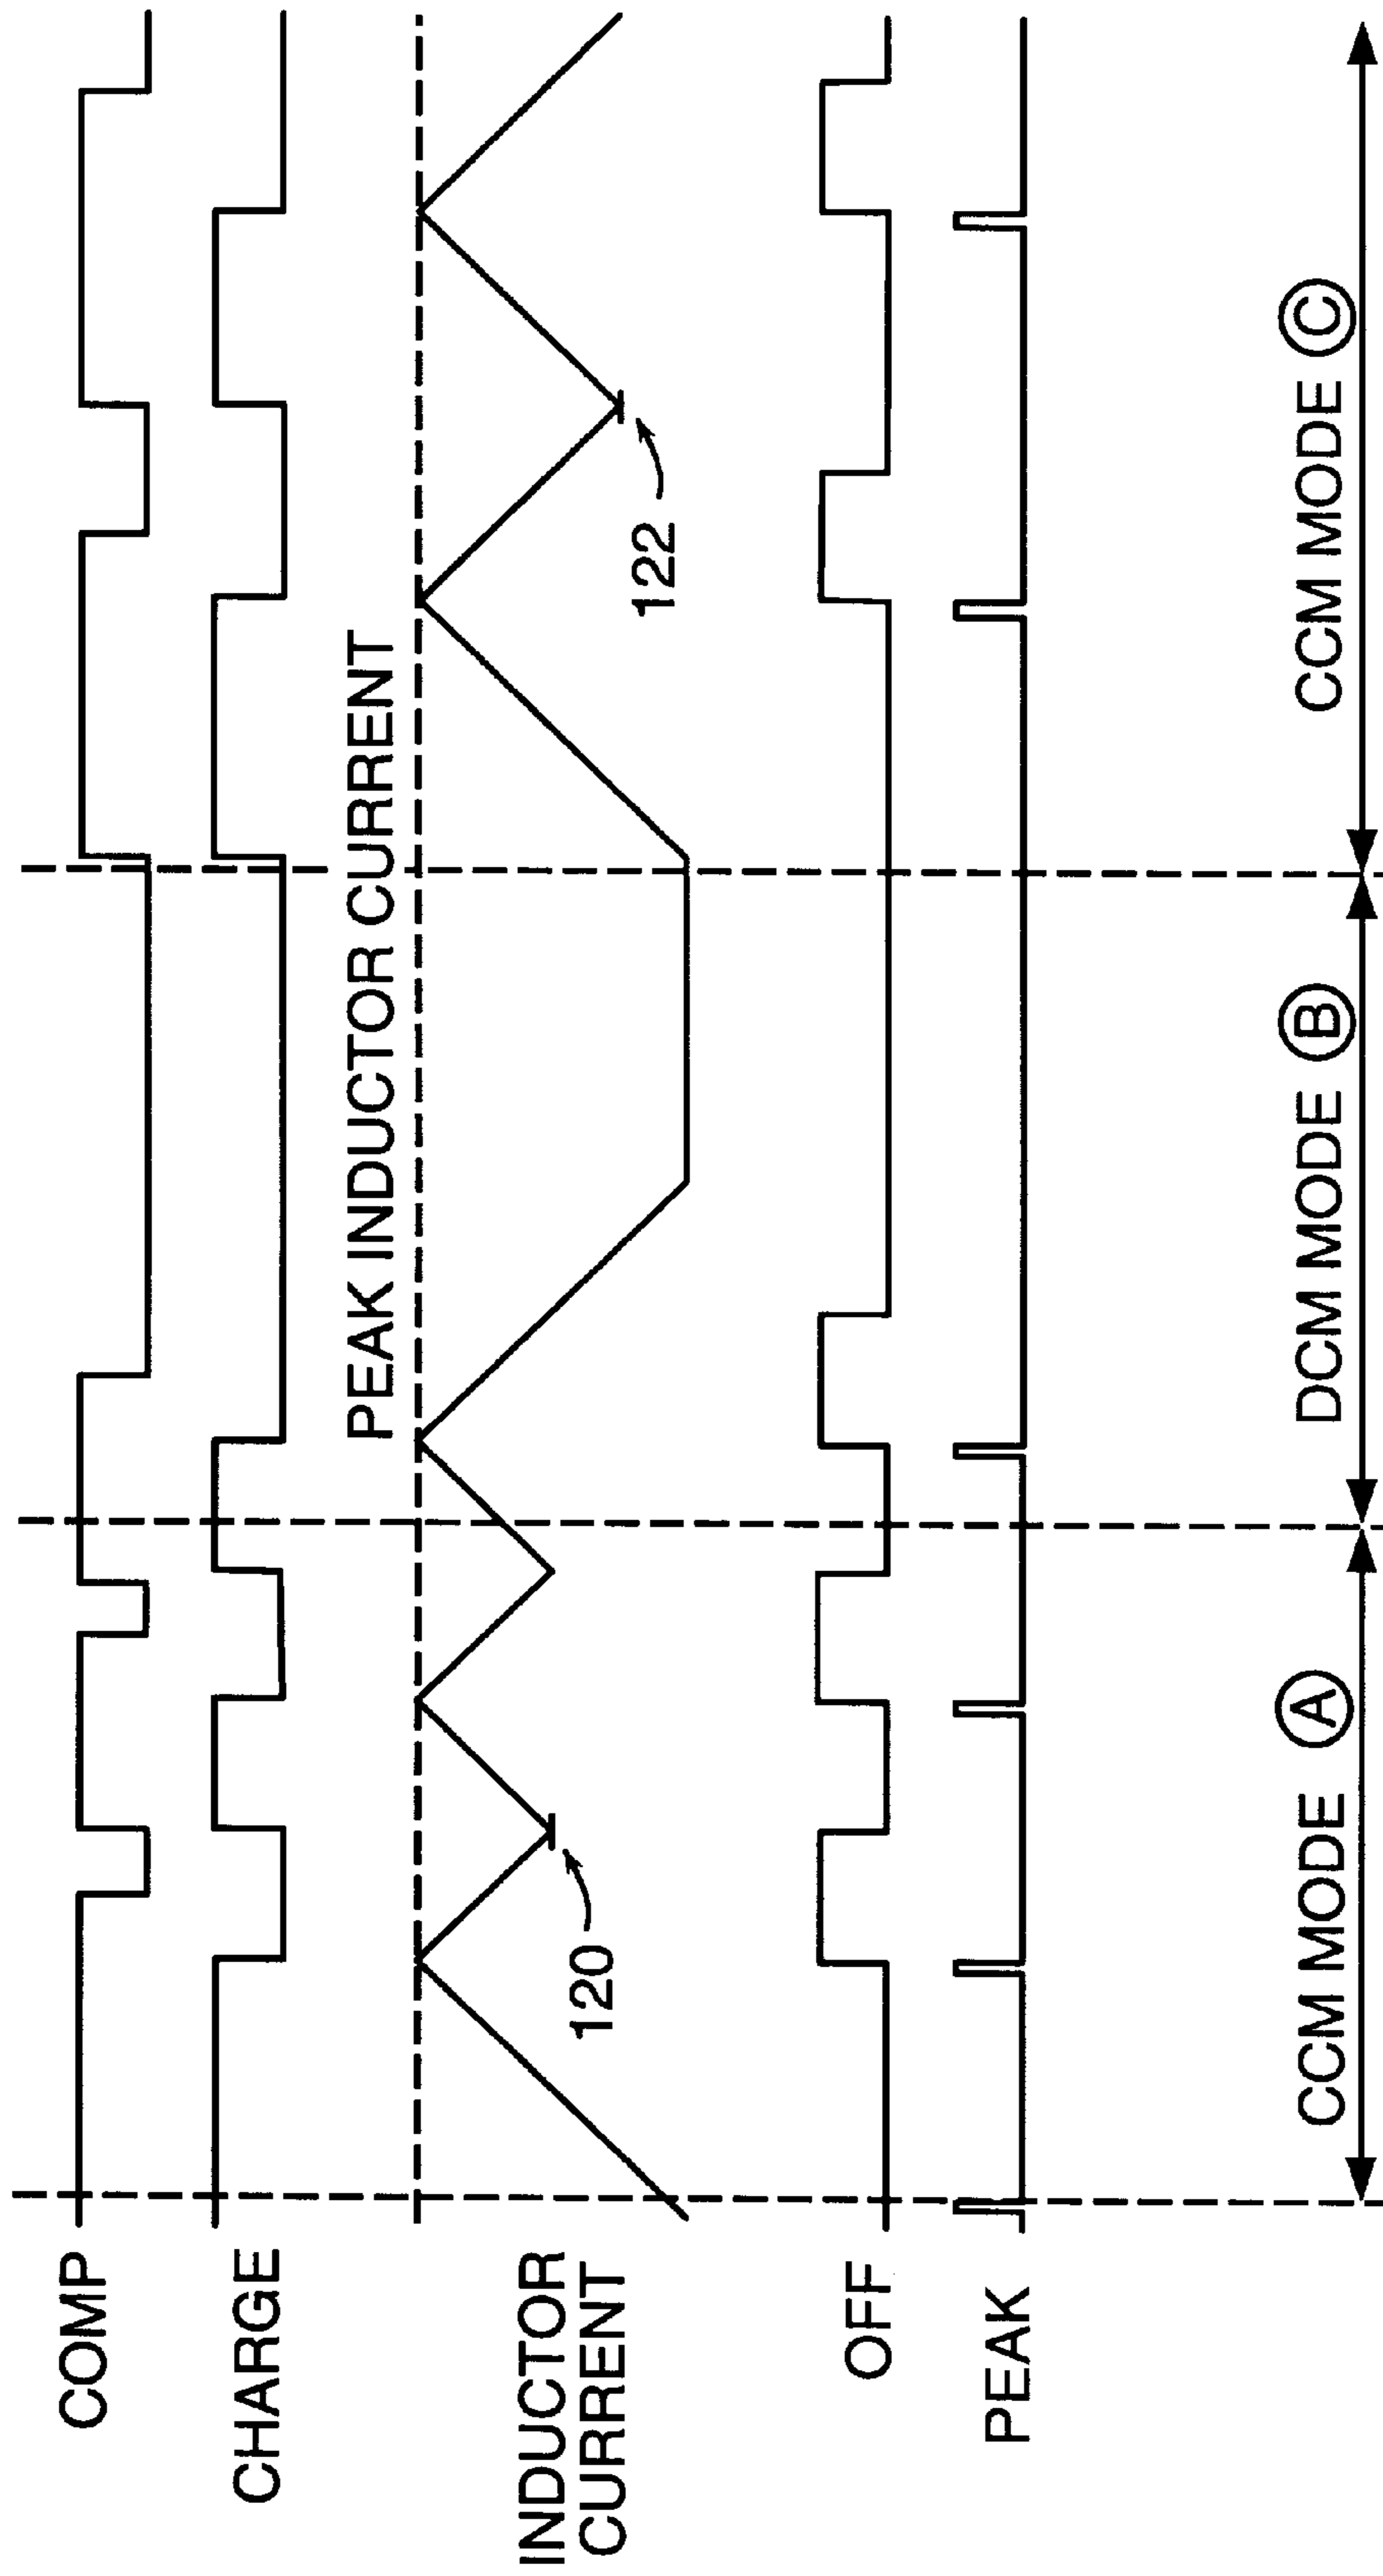 COMP
CHARGE
PEAK INDUCTOR CURRENT
INDUCTOR
CURRENT
120
122
OFF
PEAK
CCM MODE A
DCM MODE B
CCM MODE C